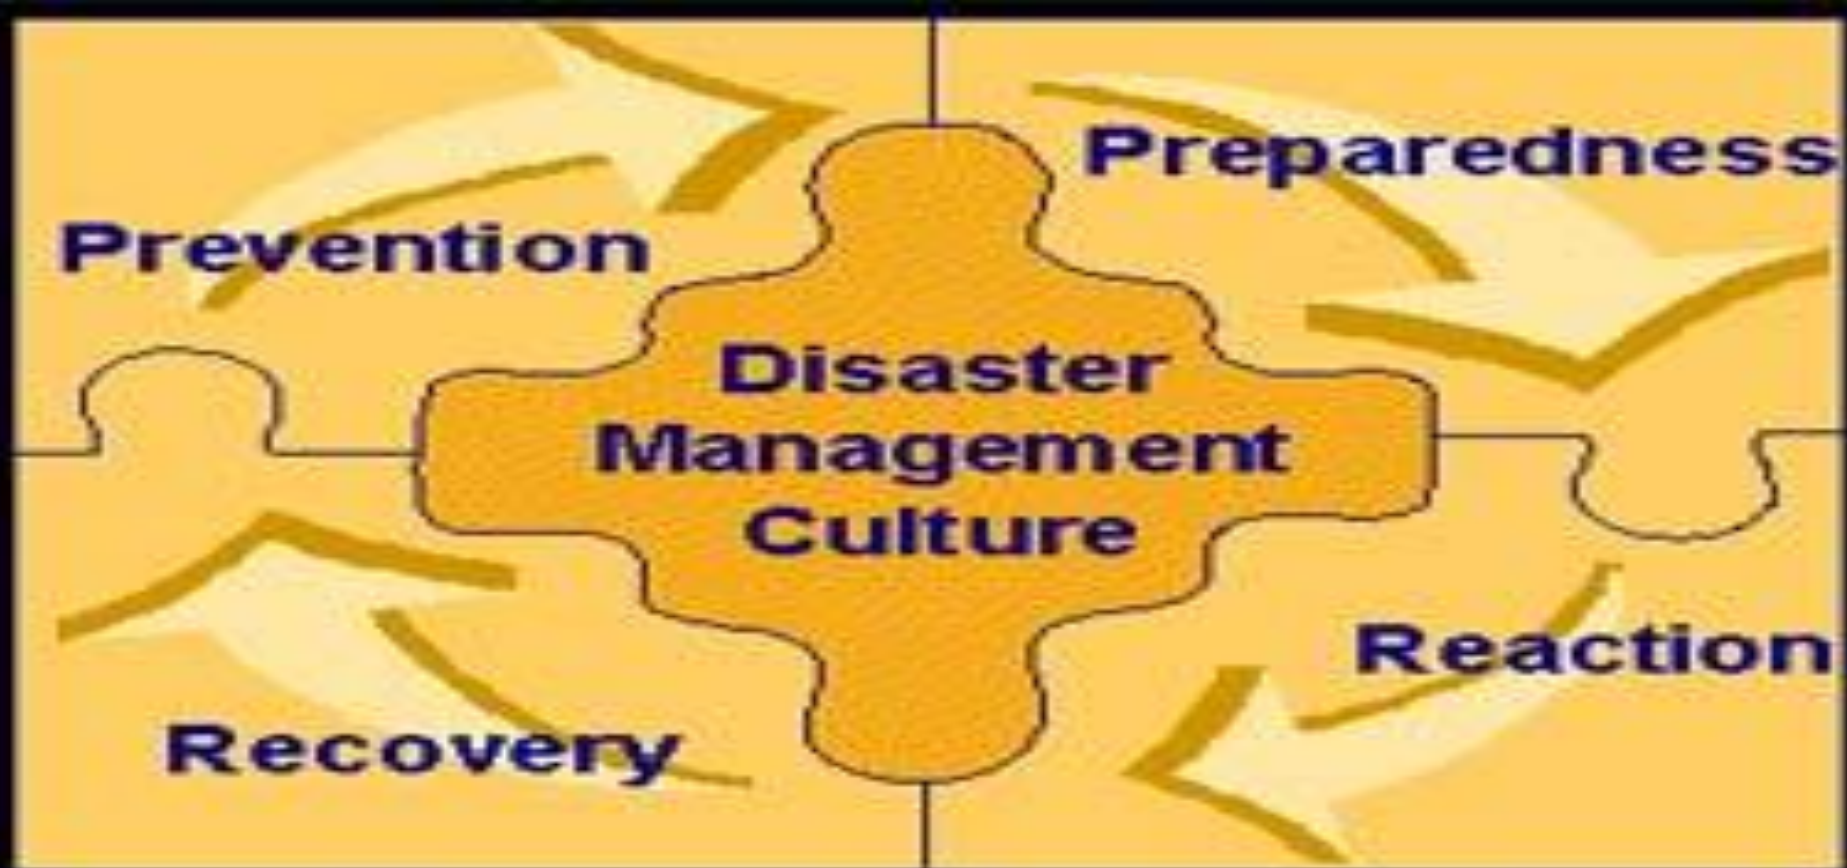 Preparedness
Prevention
Disaster
Management
Culture
Reaction
Recovery